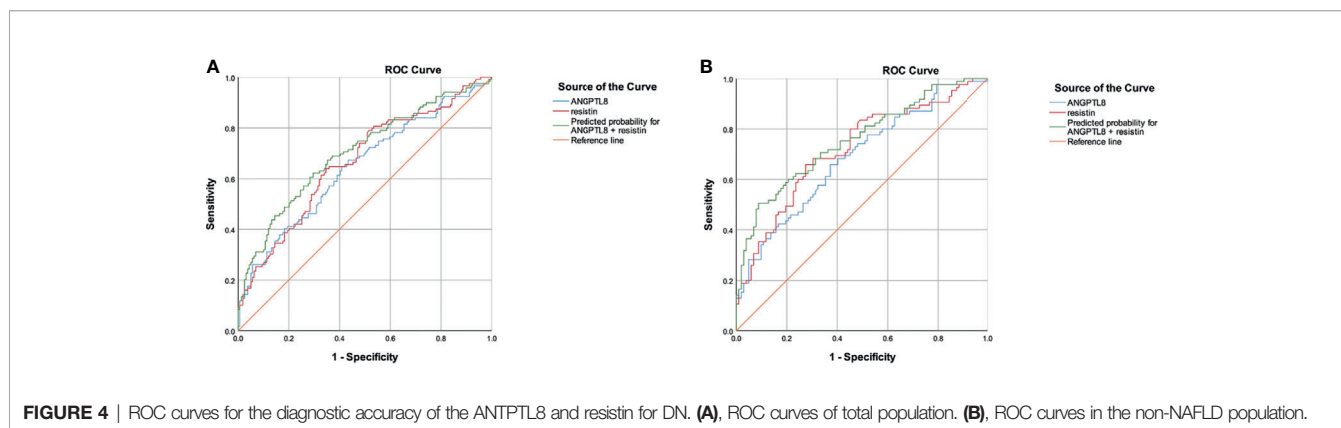 A
ROC Curve
Sensitivity
1.0
0.8
0.6
0.4
0.2
0.0
0.0 0.2 0.4 0.6 0.8 1.0
1 - Specificity
Source of the Curve
ANGPTL8
resistin
Predicted probability for
ANGPTL8 + resistin
Reference line
B
ROC Curve
Sensitivity
1.0
0.8
0.6
0.4
0.2
0.0
0.0 0.2 0.4 0.6 0.8 1.0
1 - Specificity
Source of the Curve
ANGPTL8
resistin
Predicted probability for
ANGPTL8 + resistin
Reference line
FIGURE 4 | ROC curves for the diagnostic accuracy of the ANTPTL8 and resistin for DN. (A), ROC curves of total population. (B), ROC curves in the non-NAFLD population.